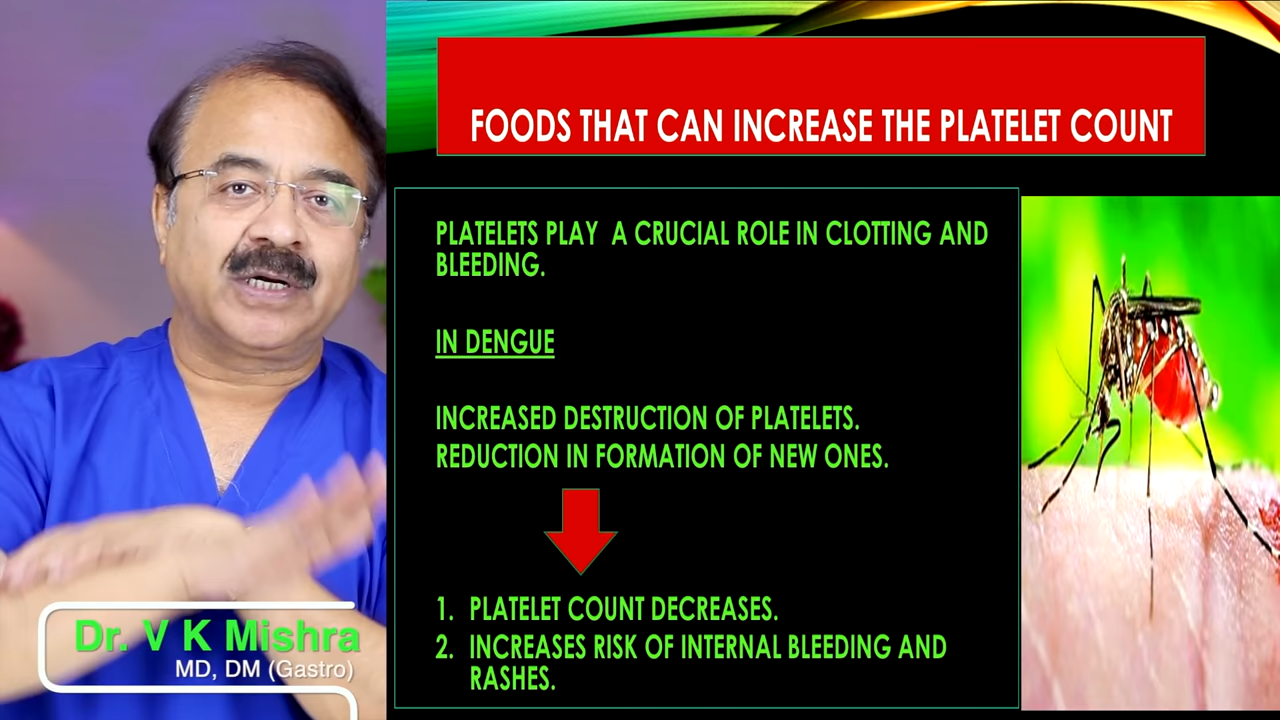 FOODS THAT CAN INCREASE THE PLATELET COUNT
PLATELETS PLAY A CRUCIAL ROLE IN CLOTTING AND
BLEEDING.
IN DENGUE
INCREASED DESTRUCTION OF PLATELETS.
REDUCTION IN FORMATION OF NEW ONES.
1. PLATELET COUNT DECREASES.
2. INCREASES RISK OF INTERNAL BLEEDING AND
RASHES.
Dr. V K Mishra
MD, DM (Gastro)